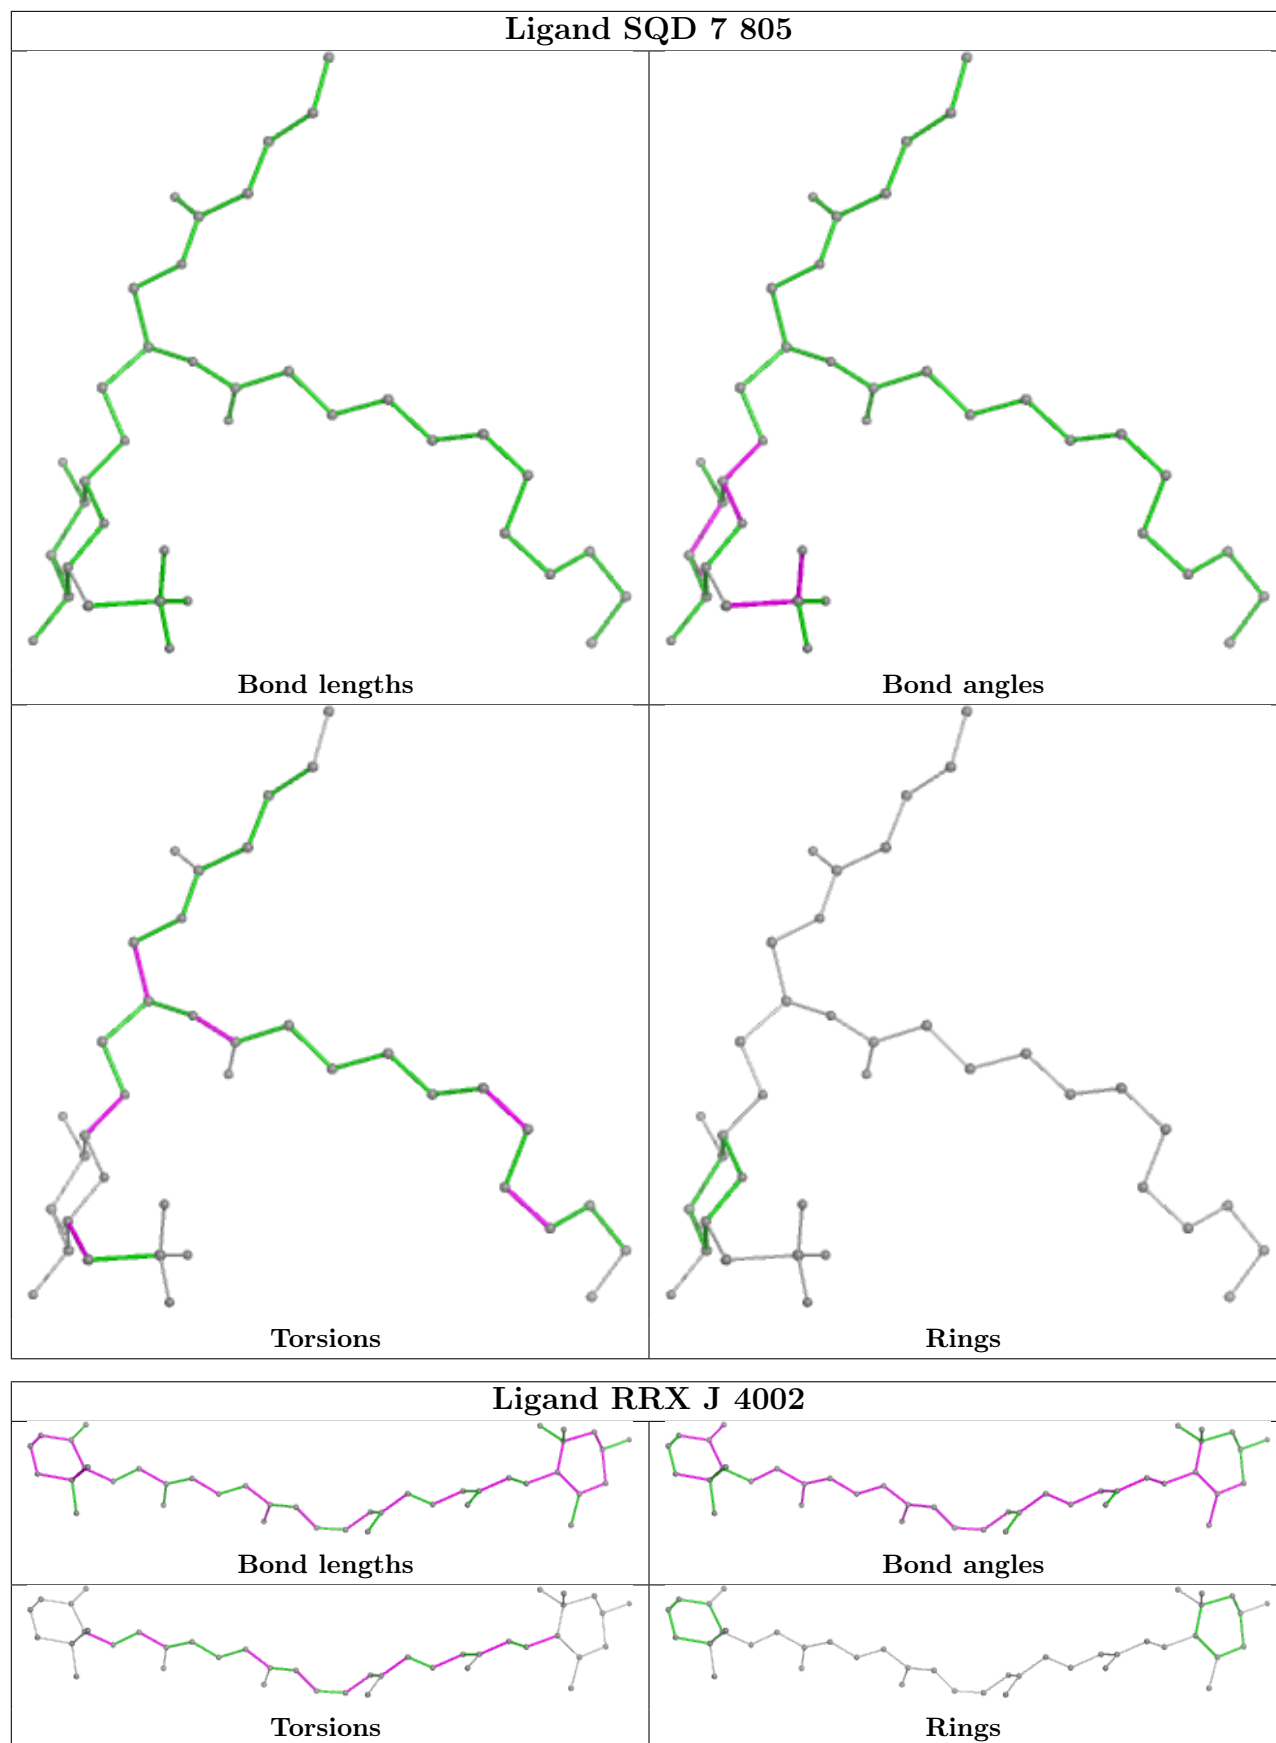 Ligand SQD 7 805
Bond lengths
Bond angles
Torsions
Rings
Ligand RRX J 4002
Bond lengths
Bond angles
Torsions
Rings